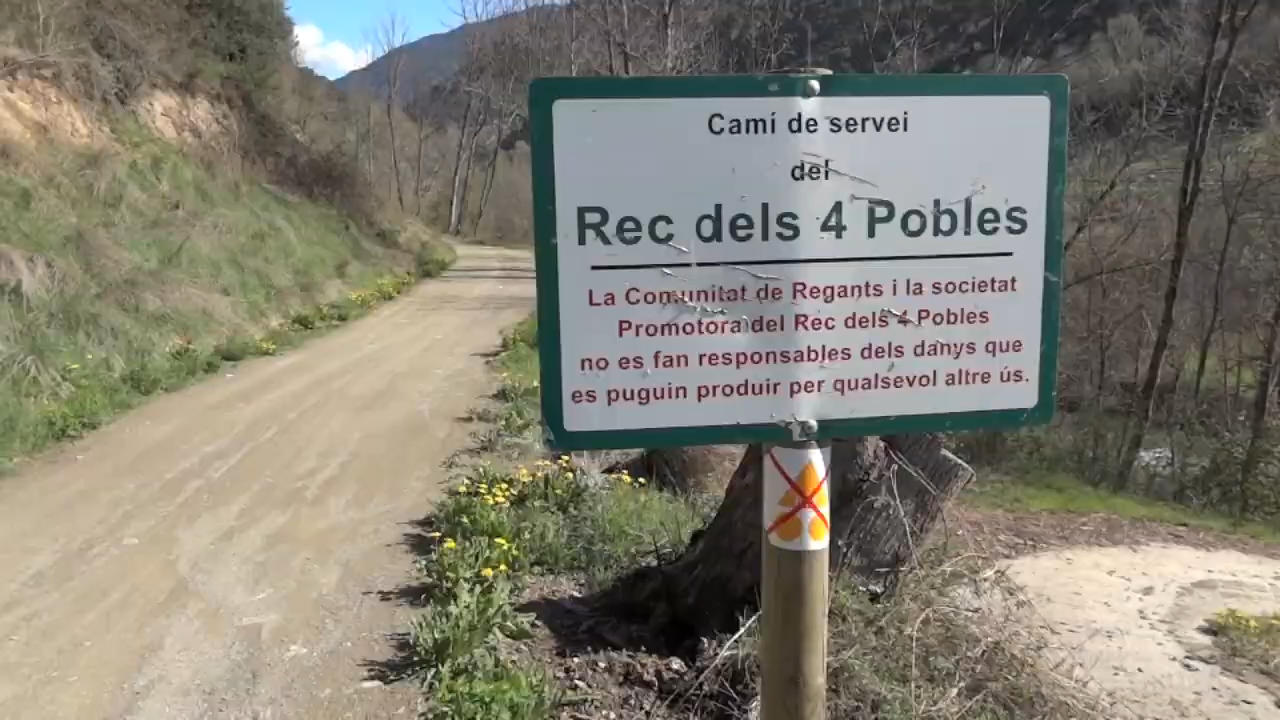 Camí de servei
del
Rec dels 4 Pobles
La Comunitat de Regants i la societat
Promotora del Rec dels 4 Pobles
no es fan responsables dels danys que
es puguin produir per qualsevol altre ús.